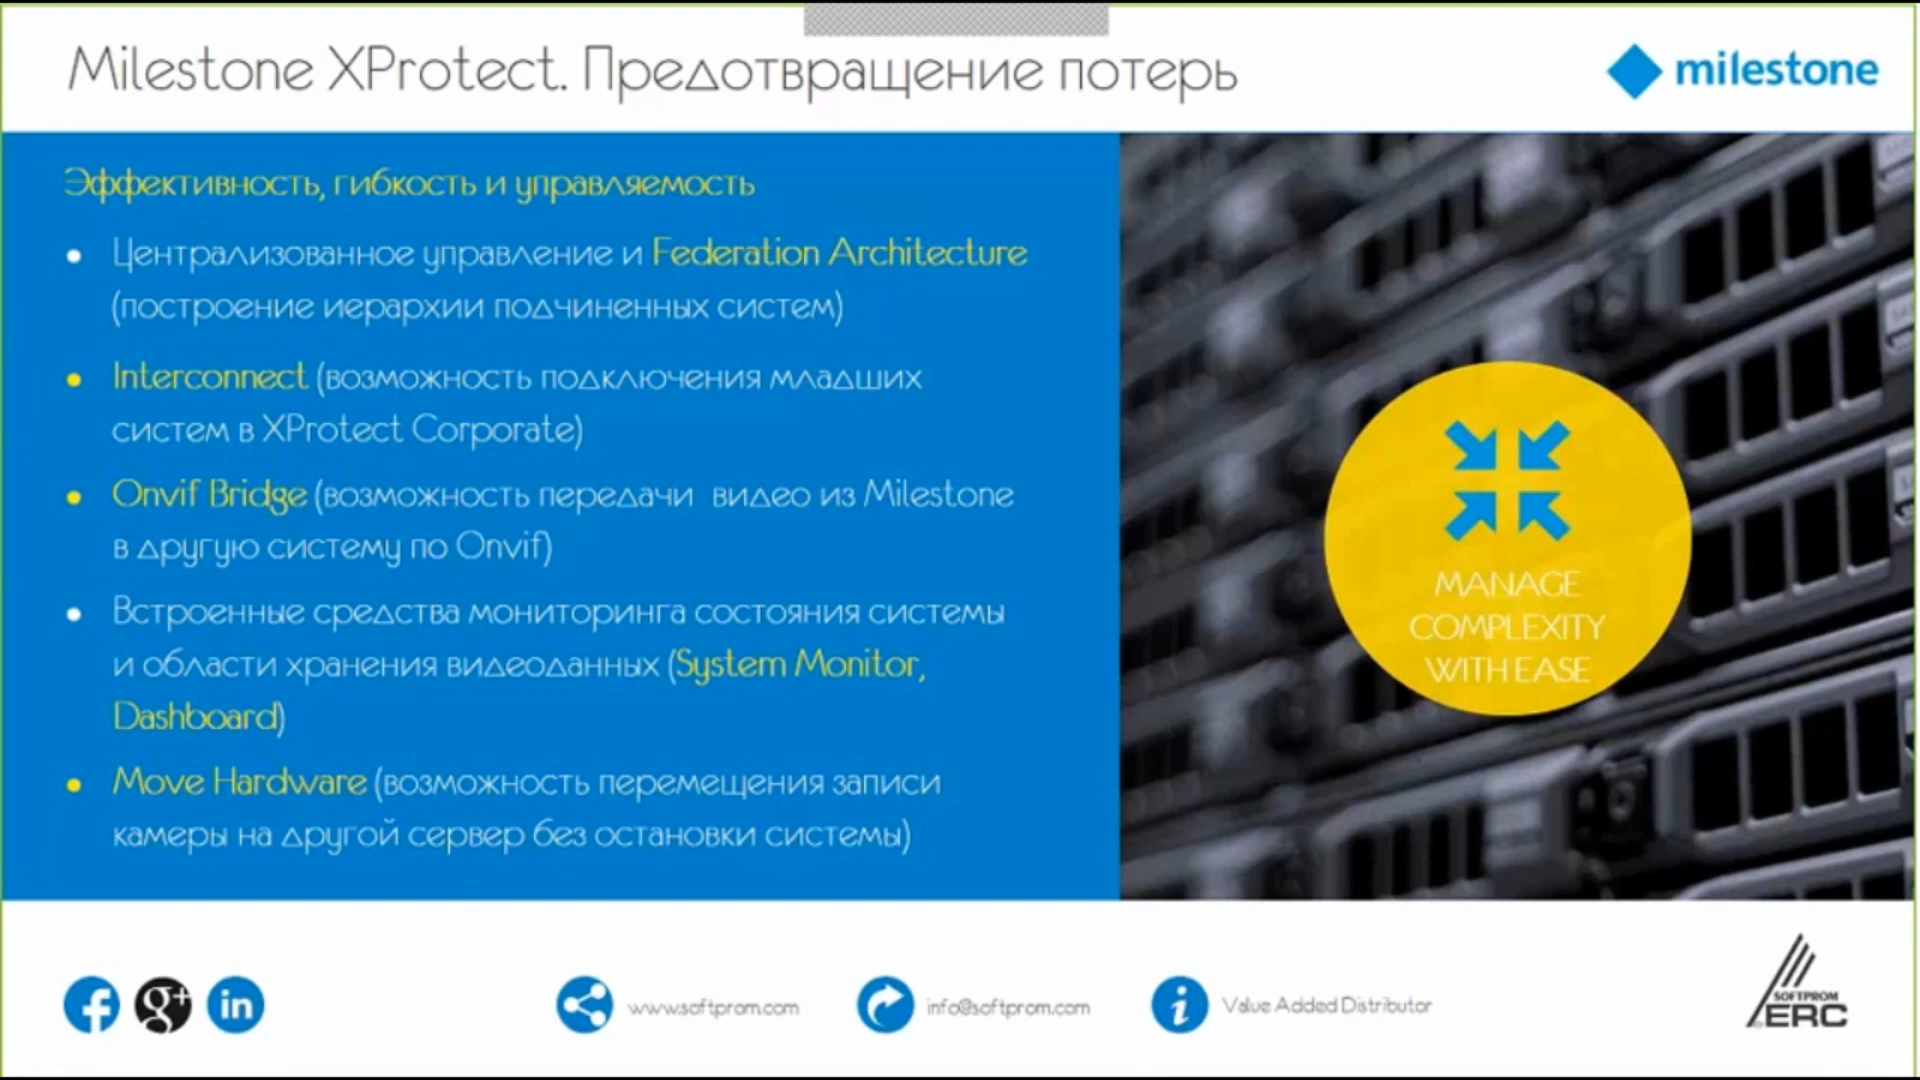 Milestone XProtect. Предотвращение потерь
milestone
Эффективность, гибкость и управляемость
• Централизованное управление и Federation Architecture
(построение иерархии подчиненных систем)
• Interconnect (возможность подключения младших
систем в XProtect Corporate)
• Onvif Bridge (возможность передачи видео из Milestone
в другую систему по Onvif)
• Встроенные средства мониторинга состояния системы
и области хранения видеоданных (System Monitor,
Dashboard)
• Move Hardware (возможность перемещения записи
камеры на другой сервер без остановки системы)
MANAGE
COMPLEXITY
WITH EASE
www.softprom.com
info@softprom.com
Value Added Distributor
SOFTPROM
ERC